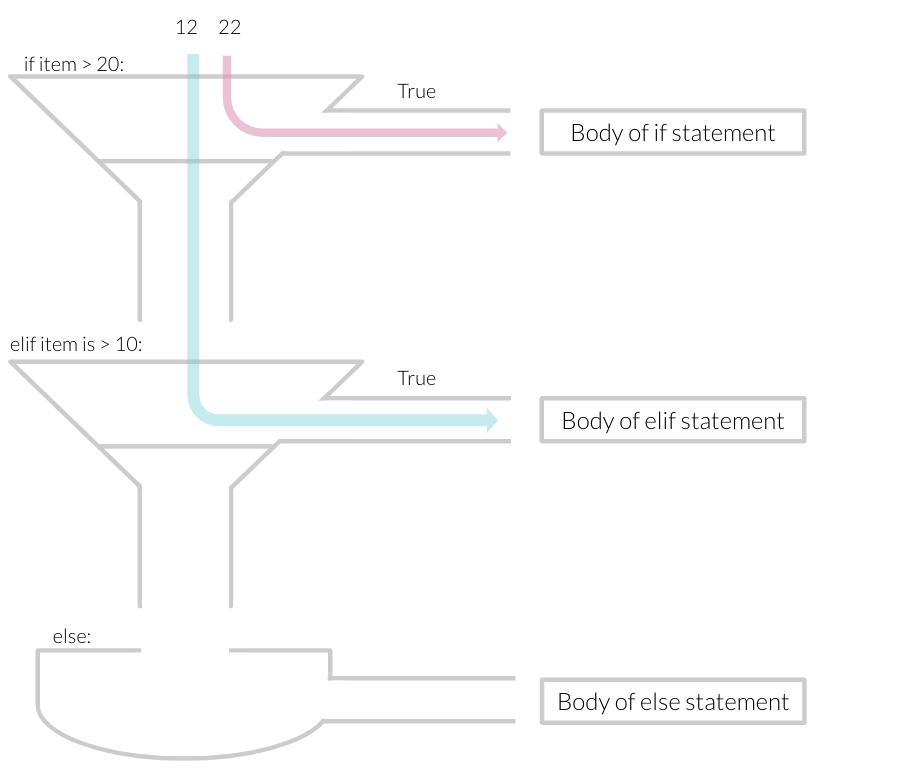 12 22
if item > 20:
True
Body of if statement
elif item is > 10:
True
Body of elif statement
else:
Body of else statement